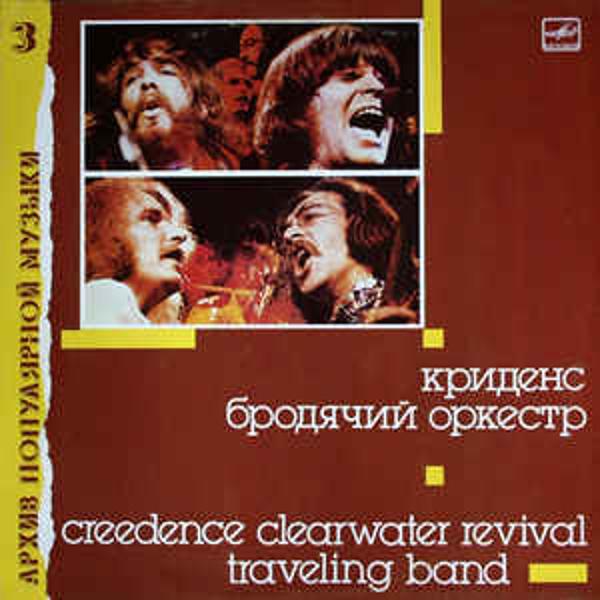 3
АРХИВ ПОПУЛЯРНОЙ МУЗЫКИ
криденс
бродячий оркестр
creedence clearwater revival
traveling band